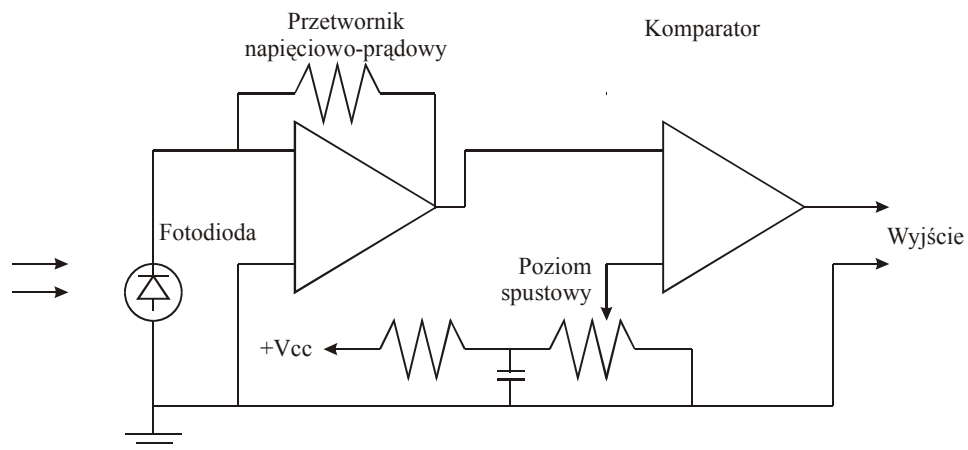 Przetwornik
napięciowo-prądowy
Komparator
Fotodioda
Wyjście
Poziom
spustowy
+Vcc